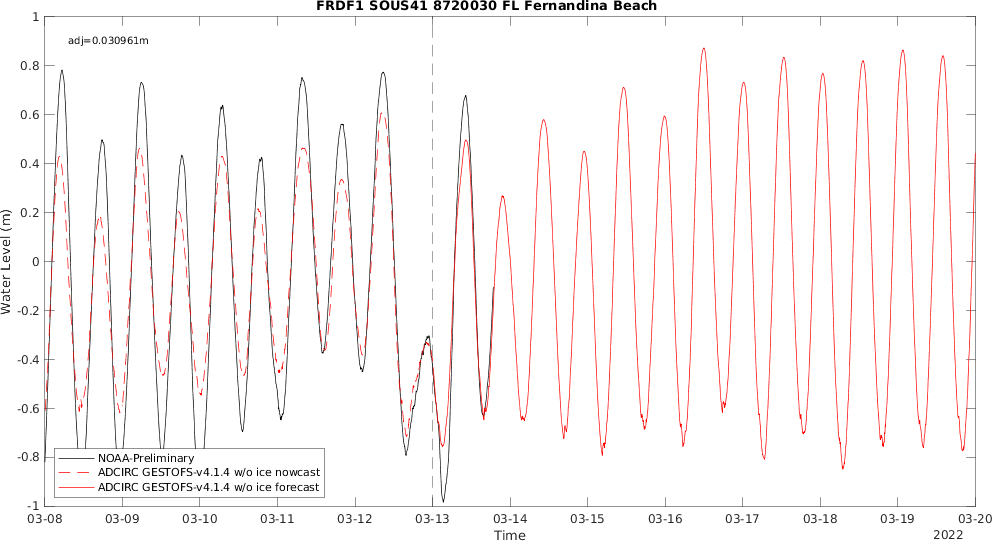 FRDF1 SOUS41 8720030 FL Fernandina Beach
adj=0.030961m
1
0.8
0.6
0.4
0.2
0
-0.2
-0.4
-0.6
-0.8
-1
Water Level (m)
NOAA-Preliminary
ADCIRC GESTOFS-v4.1.4 w/o ice nowcast
ADCIRC GESTOFS-v4.1.4 w/o ice forecast
03-08 03-09 03-10 03-11 03-12 03-13 03-14 03-15 03-16 03-17 03-18 03-19 03-20
Time
2022